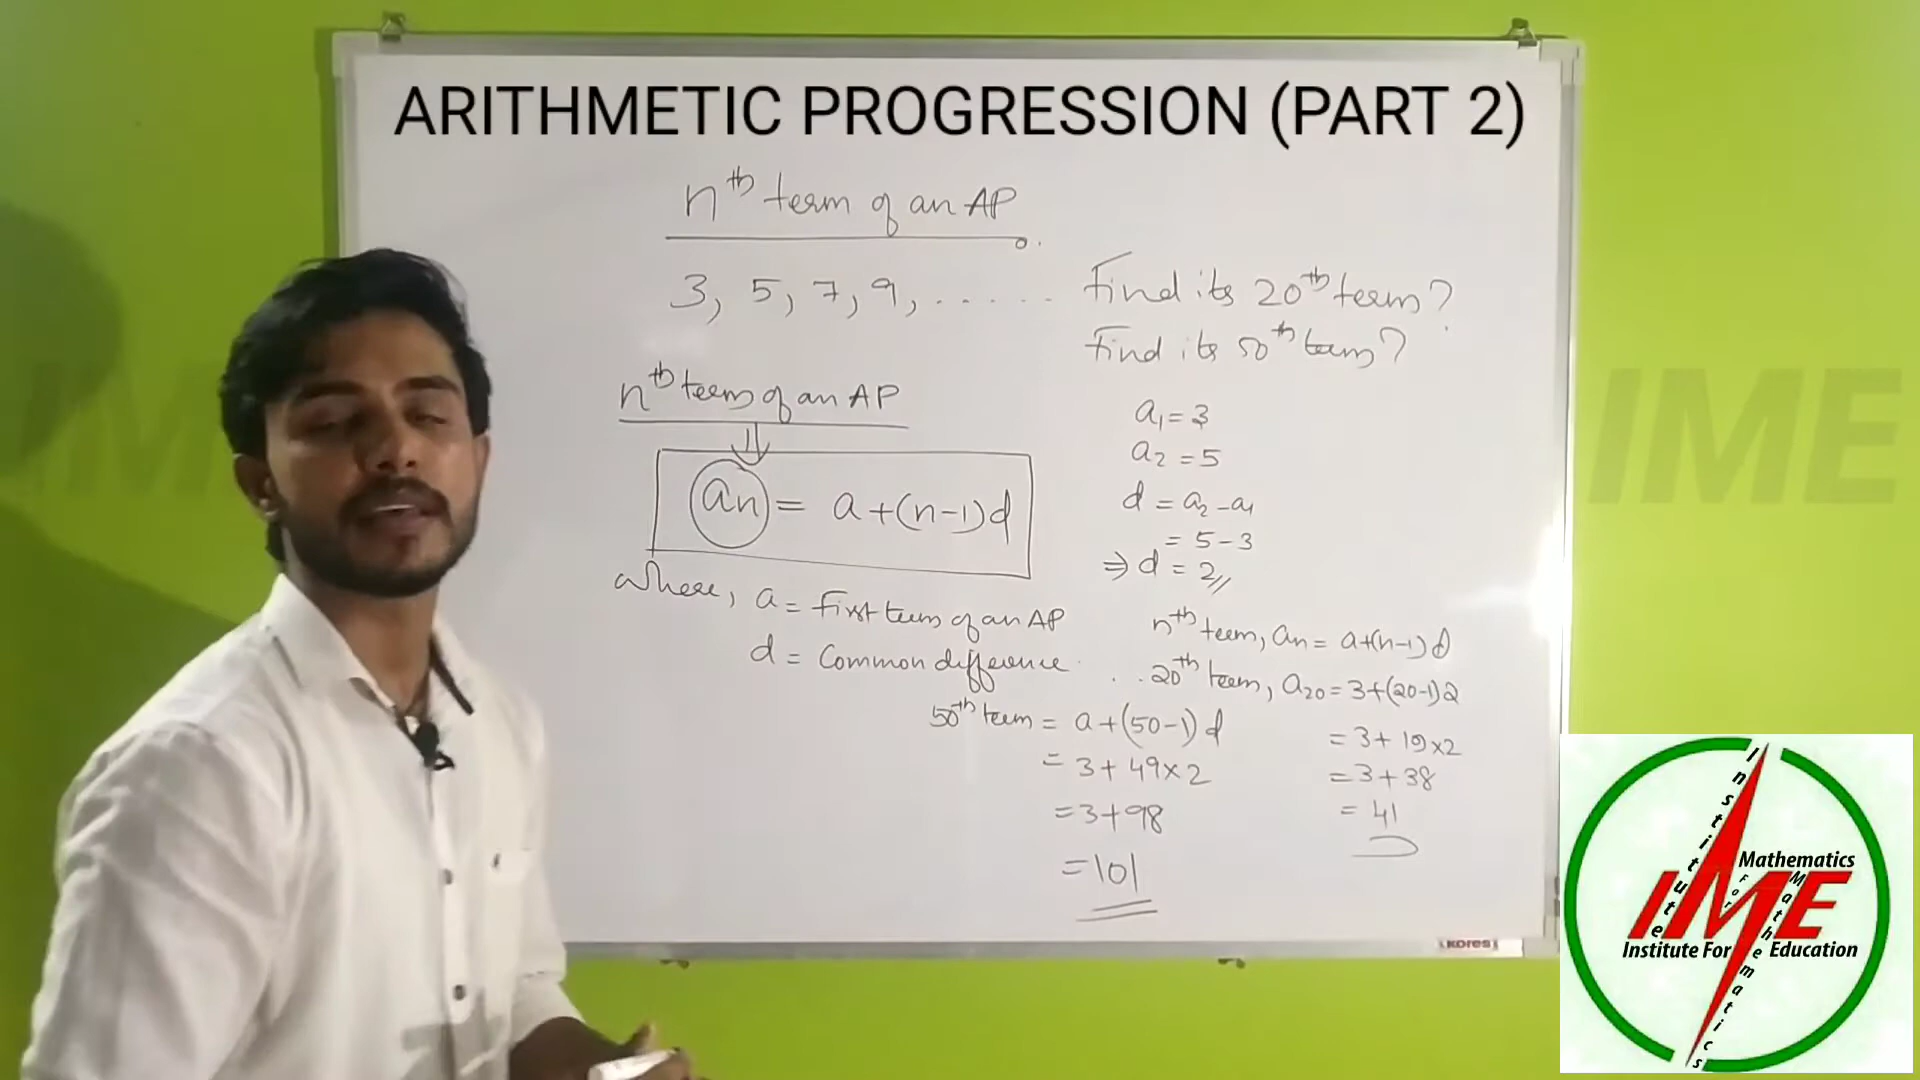 ARITHMETIC PROGRESSION (PART 2)
nth term of an AP
3, 5, 7, 9, ...... Find its 20th term?
Find its 50th term?
nth term of an AP
an = a+(n-1)d
where, a = First term of an AP
d = Common difference
a1=3
a2=5
d = a2-a1
= 5-3
⇒ d = 2//
nth term, an = a+(n-1)d
20th term, a20 = 3+(20-1)2
= 3+19×2
= 3+38
= 41
50th term = a+(50-1)d
= 3+49×2
=3+98
=101
kores
IME
IME
Institute For Mathematics
Mathematics
IME
Institute For Education